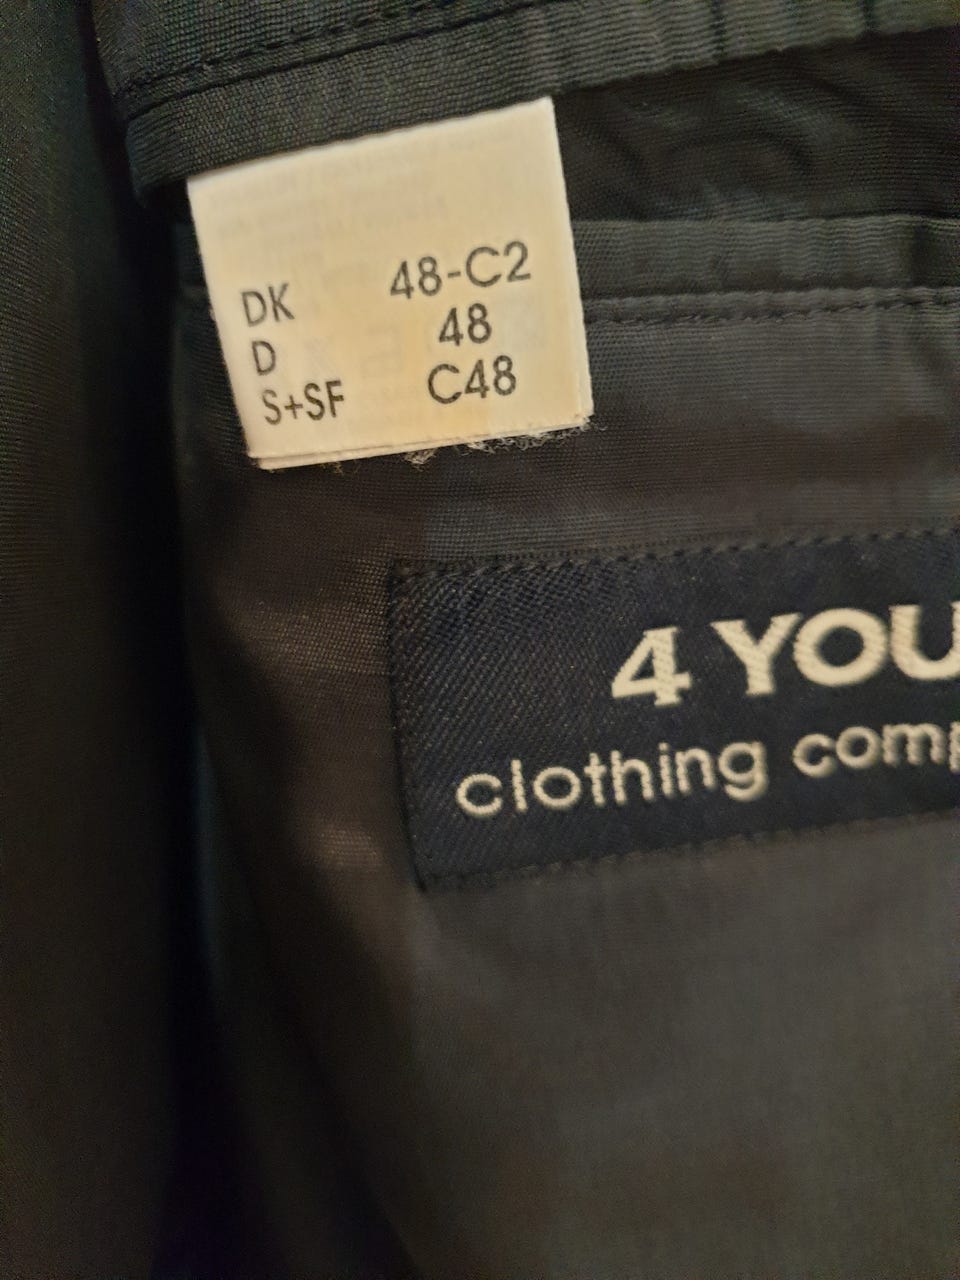 DK 48-C2
D 48
S+SF C48
4 YOU
clothing comp